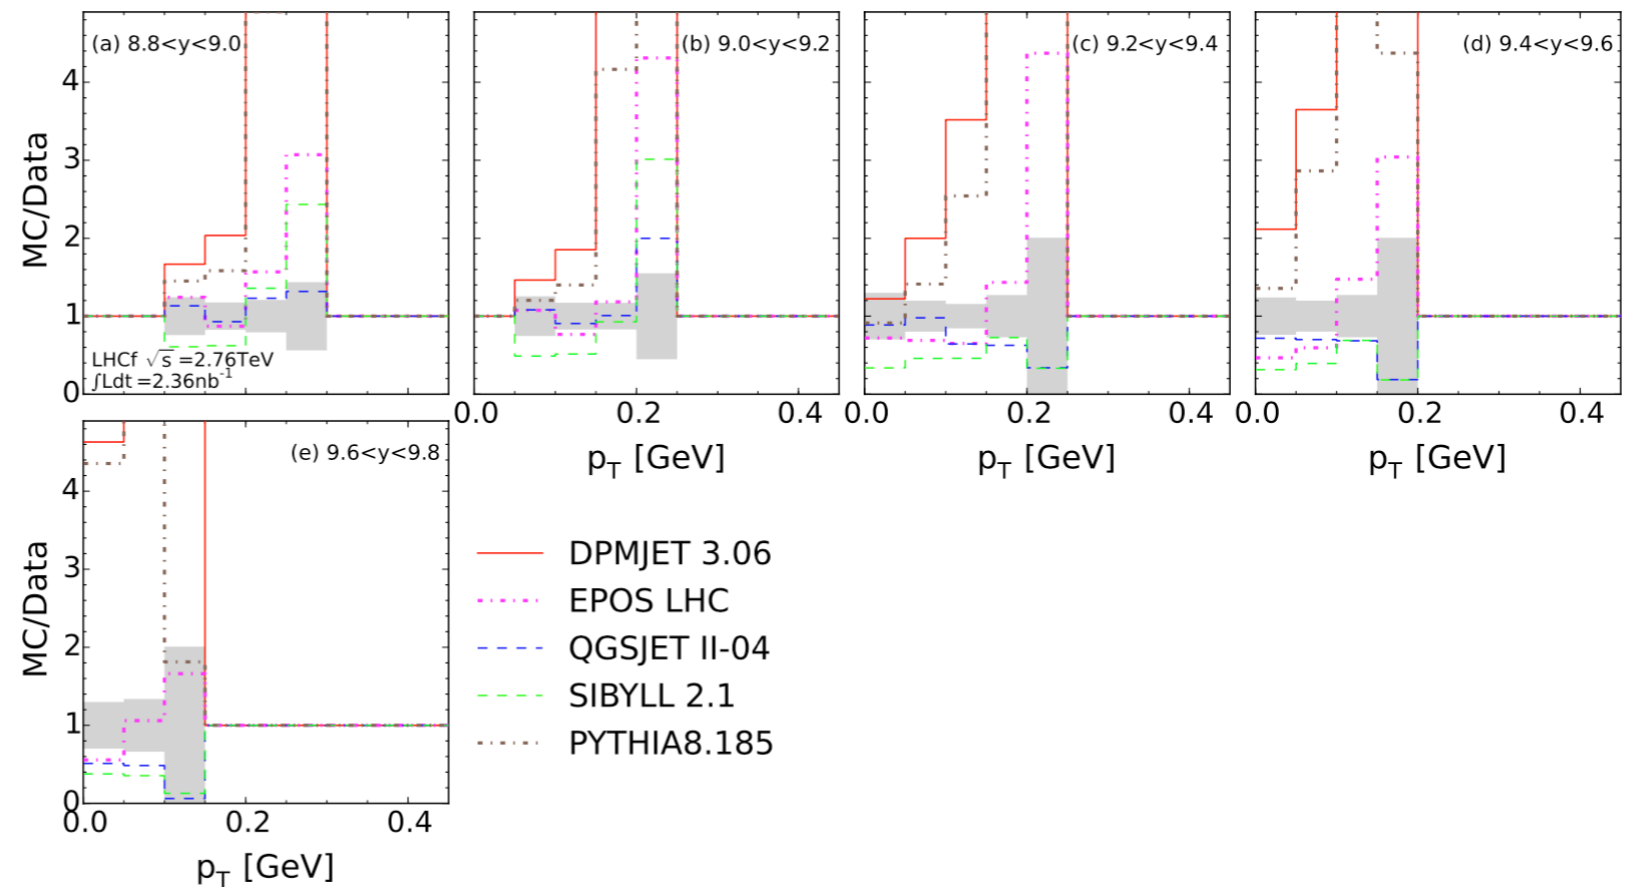 (a) 8.8<y<9.0
(b) 9.0<y<9.2
(c) 9.2<y<9.4
(d) 9.4<y<9.6
MC/Data
4
3
2
1
0
LHCf √s =2.76TeV
∫Ldt =2.36nb⁻¹
0.0 0.2 0.4
0.0 0.2 0.4
0.0 0.2 0.4
p_T [GeV]
p_T [GeV]
p_T [GeV]
(e) 9.6<y<9.8
MC/Data
4
3
2
1
0
0.0 0.2 0.4
p_T [GeV]
DPMJET 3.06
EPOS LHC
QGSJET II-04
SIBYLL 2.1
PYTHIA8.185